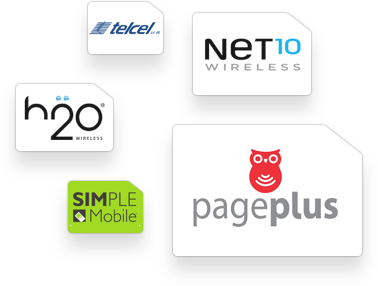 telcel
NET10
WIRELESS
h2o
WIRELESS
SIMPLE
Mobile
pageplus